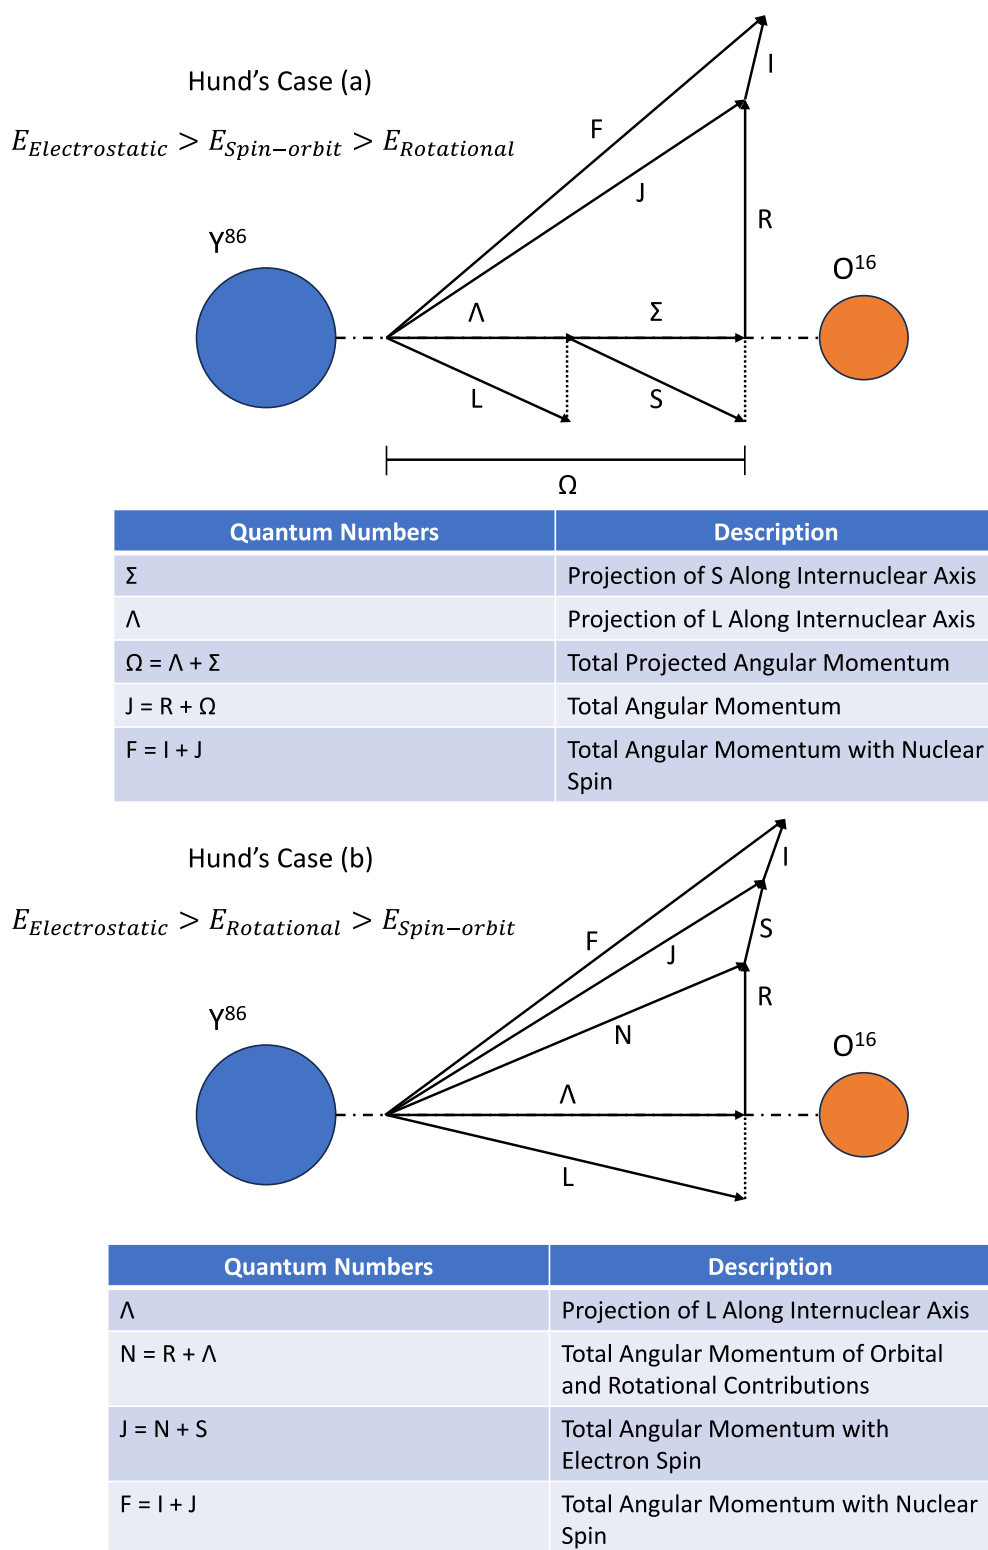 Hund’s Case (a)
E_Electrostatic > E_Spin−orbit > E_Rotational
I
F
J
R
Y⁸⁶
O¹⁶
Λ
Σ
L
S
Ω
Quantum Numbers Description
Σ Projection of S Along Internuclear Axis
Λ Projection of L Along Internuclear Axis
Ω = Λ + Σ Total Projected Angular Momentum
J = R + Ω Total Angular Momentum
F = I + J Total Angular Momentum with Nuclear
Spin
Hund’s Case (b)
E_Electrostatic > E_Rotational > E_Spin−orbit
I
F
S
J
R
N
Y⁸⁶
O¹⁶
Λ
L
Quantum Numbers Description
Λ Projection of L Along Internuclear Axis
N = R + Λ Total Angular Momentum of Orbital
and Rotational Contributions
J = N + S Total Angular Momentum with
Electron Spin
F = I + J Total Angular Momentum with Nuclear
Spin